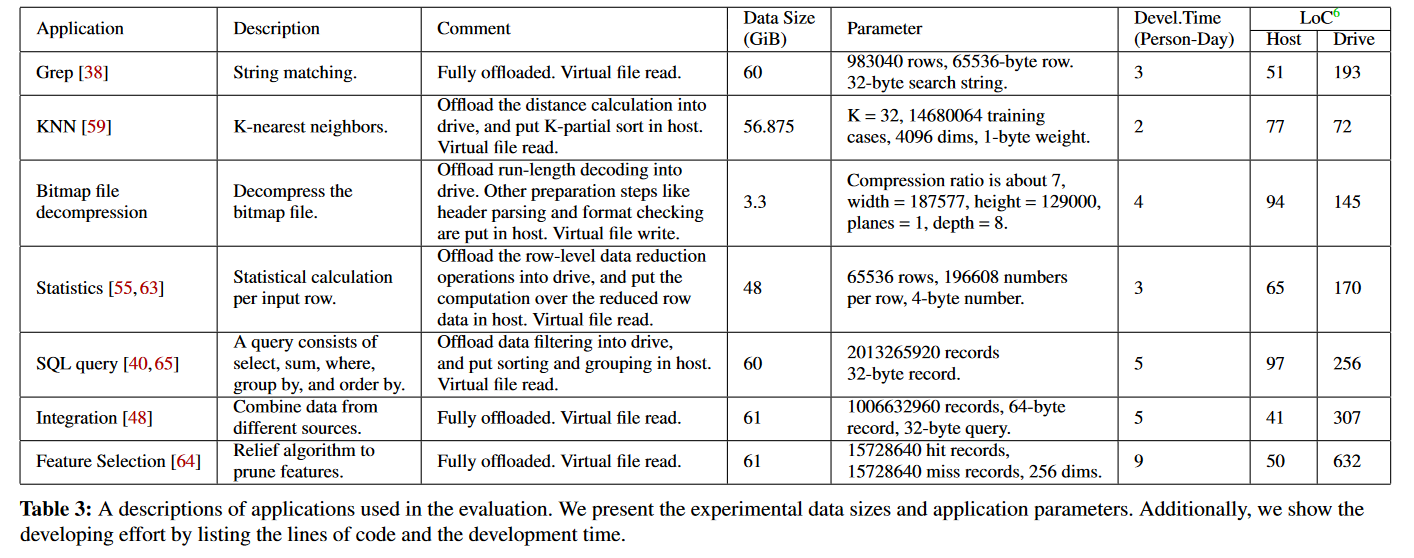 Application Description Comment Data Size (GiB) Parameter Devel.Time (Person-Day) LoC6
Host Drive
Grep [38] String matching. Fully offloaded. Virtual file read. 60 983040 rows, 65536-byte row. 3 51 193
32-byte search string.
Offload the distance calculation into
KNN [59] K-nearest neighbors. drive, and put K-partial sort in host. 56.875 K = 32, 14680064 training 2 77 72
Virtual file read. cases, 4096 dims, 1-byte weight.
Offload run-length decoding into
Bitmap file Decompress the drive. Other preparation steps like 3.3 Compression ratio is about 7, 4 94 145
decompression bitmap file. header parsing and format checking width = 187577, height = 129000,
are put in host. Virtual file write. planes = 1, depth = 8.
Offload the row-level data reduction
Statistics [55,63] Statistical calculation operations into drive, and put the 48 65536 rows, 196608 numbers 3 65 170
per input row. computation over the reduced row per row, 4-byte number.
data in host. Virtual file read.
A query consists of Offload data filtering into drive,
SQL query [40,65] select, sum, where, and put sorting and grouping in host. 60 2013265920 records 5 97 256
group by, and order by. Virtual file read. 32-byte record.
Integration [48] Combine data from Fully offloaded. Virtual file read. 61 1006632960 records, 64-byte 5 41 307
different sources. record, 32-byte query.
Feature Selection [64] Relief algorithm to Fully offloaded. Virtual file read. 61 15728640 hit records, 9 50 632
prune features. 15728640 miss records, 256 dims.
Table 3: A descriptions of applications used in the evaluation. We present the experimental data sizes and application parameters. Additionally, we show the
developing effort by listing the lines of code and the development time.